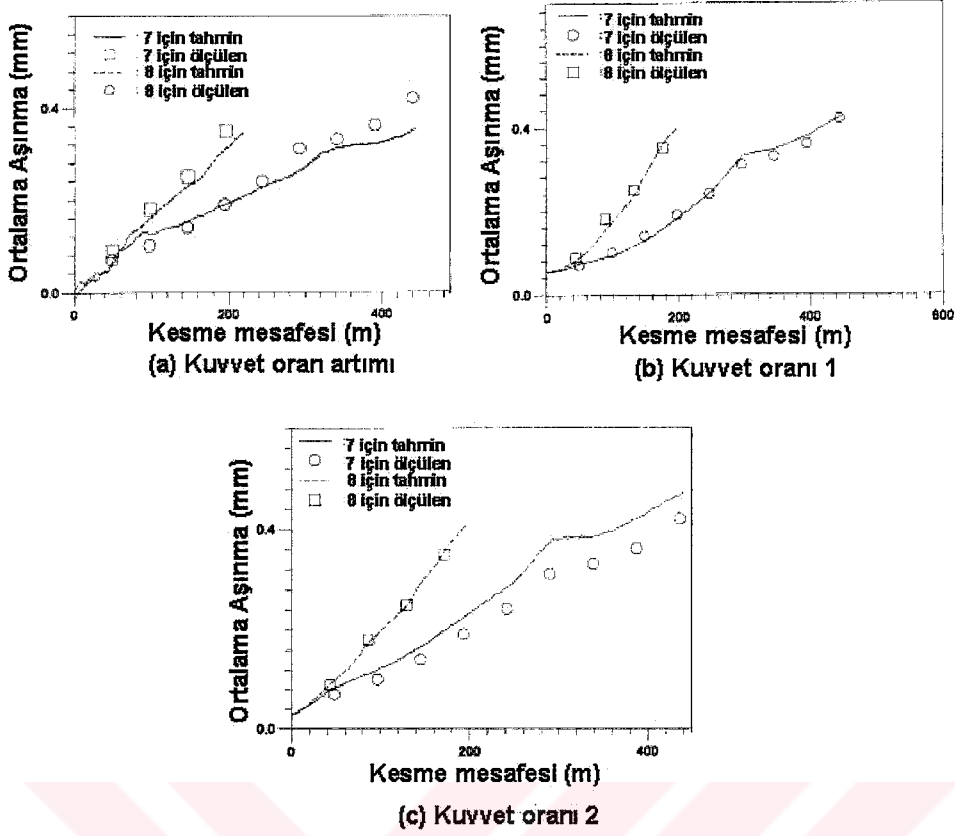 7 için tahmin
7 için ölçülen
8 için tahmin
8 için ölçülen
Ortalama Aşınma (mm)
0.4
0.0
0
200
400
Kesme mesafesi (m)
(a) Kuvvet oran artımı
7 için tahmin
7 için ölçülen
8 için tahmin
8 için ölçülen
Ortalama Aşınma (mm)
0.4
0.0
0
200
400
600
Kesme mesafesi (m)
(b) Kuvvet oranı 1
7 için tahmin
7 için ölçülen
8 için tahmin
8 için ölçülen
Ortalama Aşınma (mm)
0.4
0.0
0
200
400
Kesme mesafesi (m)
(c) Kuvvet oranı 2